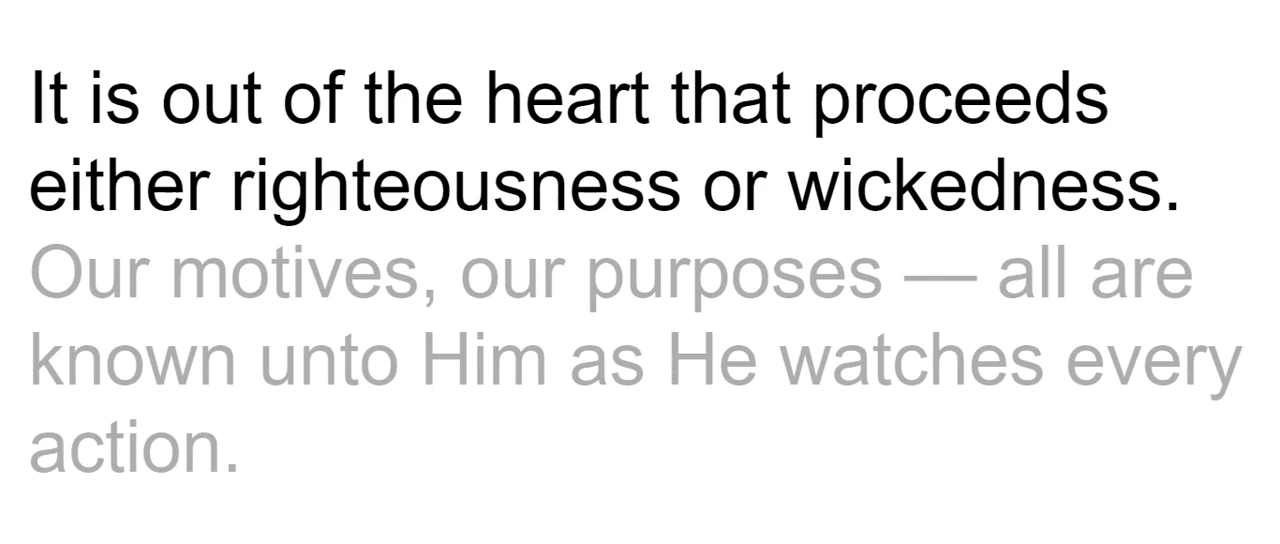 It is out of the heart that proceeds
either righteousness or wickedness.
Our motives, our purposes — all are
known unto Him as He watches every
action.